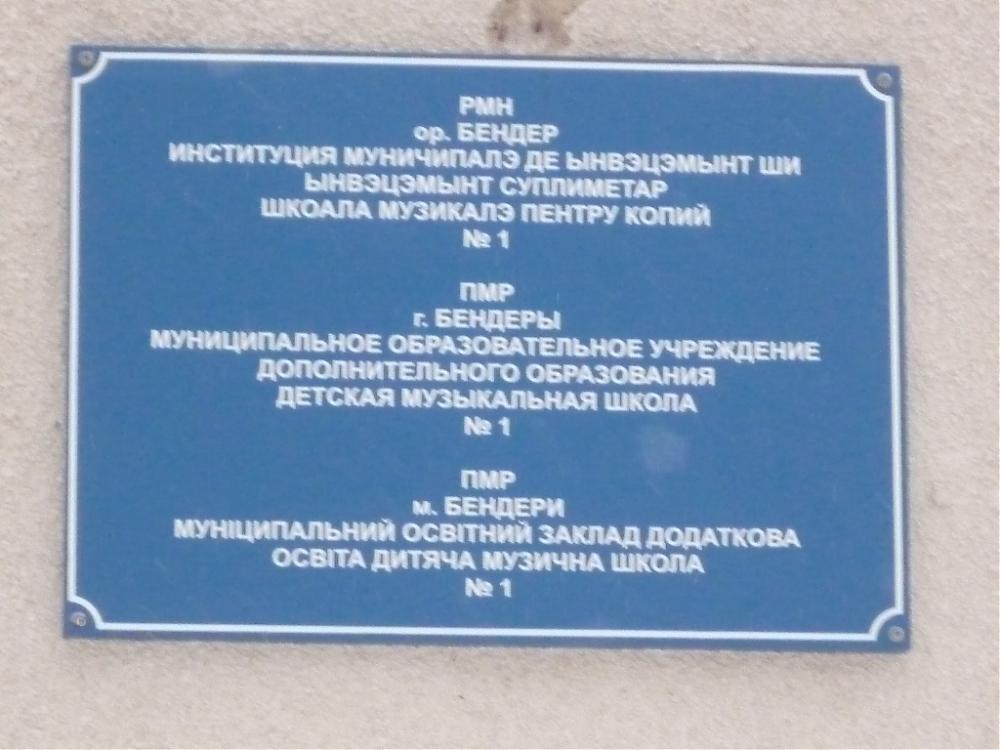 РМН
ор. БЕНДЕР
ИНСТИТУЦИЯ МУНИЧИПАЛЭ ДЕ ЫНВЭЦЭМЫНТ ШИ
ЫНВЭЦЭМЫНТ СУПЛИМЕТАР
ШКОАЛА МУЗИКАЛЭ ПЕНТРУ КОПИЙ
№ 1
ПМР
г. БЕНДЕРЫ
МУНИЦИПАЛЬНОЕ ОБРАЗОВАТЕЛЬНОЕ УЧРЕЖДЕНИЕ
ДОПОЛНИТЕЛЬНОГО ОБРАЗОВАНИЯ
ДЕТСКАЯ МУЗЫКАЛЬНАЯ ШКОЛА
№ 1
ПМР
м. БЕНДЕРИ
МУНІЦИПАЛЬНИЙ ОСВІТНИЙ ЗАКЛАД ДОДАТКОВА
ОСВІТА ДИТЯЧА МУЗИЧНА ШКОЛА
№ 1